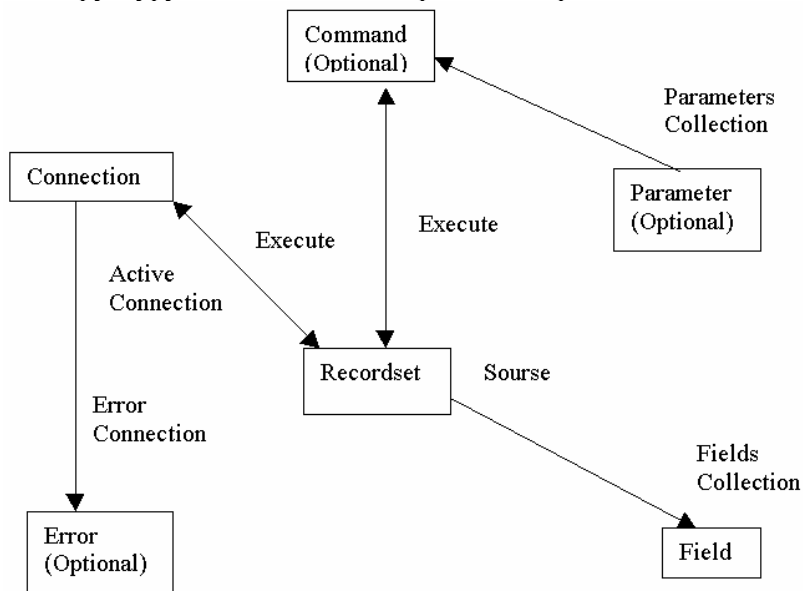 Command
(Optional)
Parameters
Collection
Connection
Parameter
(Optional)
Execute
Execute
Active
Connection
Recordset
Sourse
Error
Connection
Fields
Collection
Error
(Optional)
Field